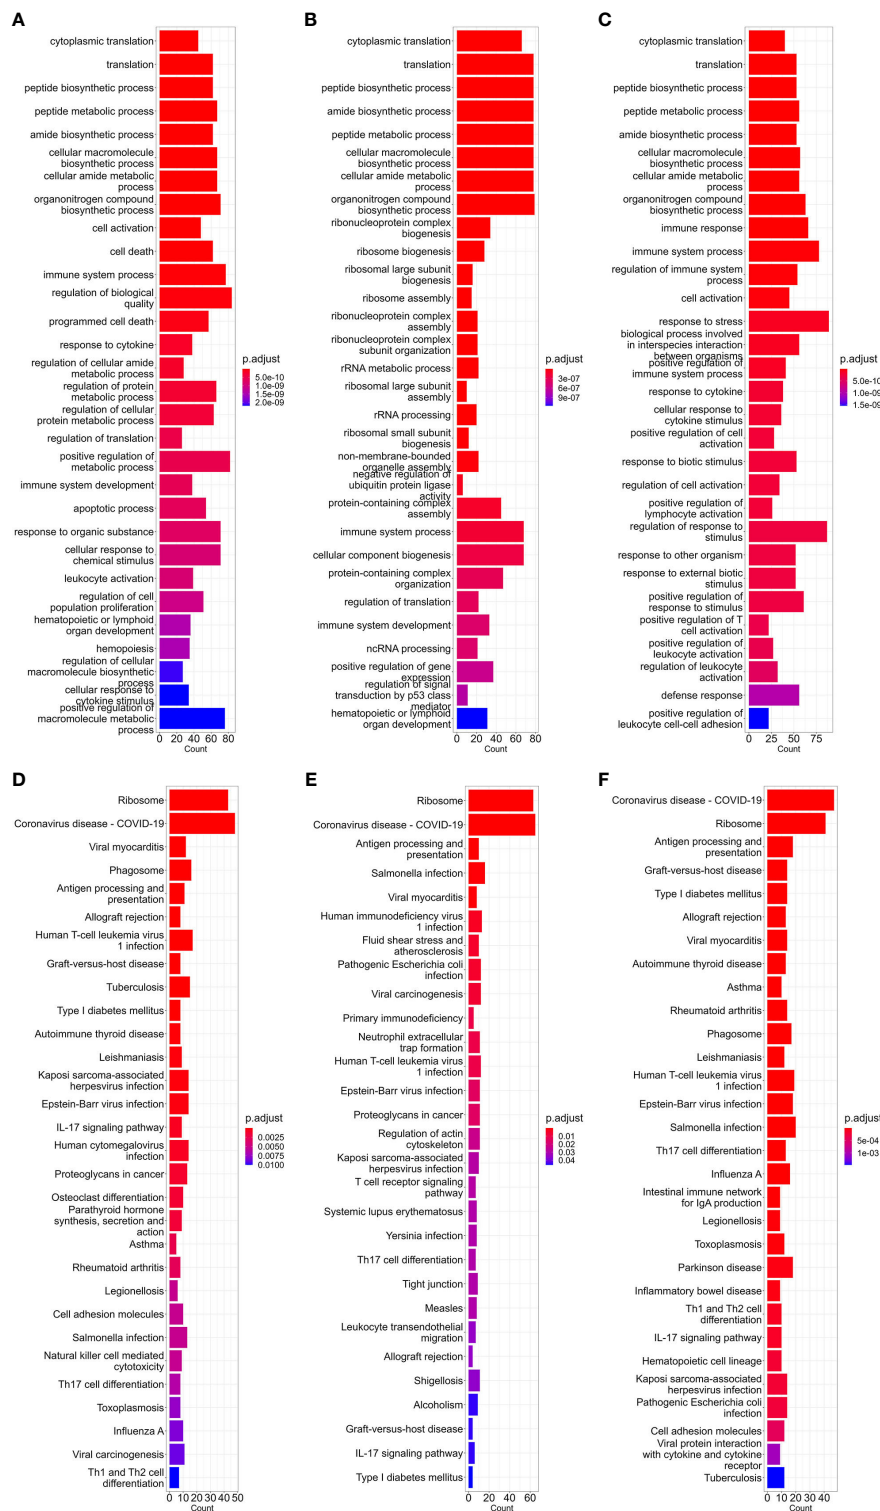 A
cytoplasmic translation
translation
peptide biosynthetic process
peptide metabolic process
amide biosynthetic process
cellular macromolecule
biosynthetic process
cellular amide metabolic
process
organonitrogen compound
biosynthetic process
cell activation
cell death
immune system process
regulation of biological
quality
programmed cell death
response to cytokine
regulation of cellular amide
metabolic process
regulation of protein
metabolic process
regulation of cellular
protein metabolic process
regulation of translation
positive regulation of
metabolic process
immune system development
apoptotic process
response to organic substance
cellular response to
chemical stimulus
leukocyte activation
regulation of cell
population proliferation
hematopoietic or lymphoid
organ development
hemopoiesis
regulation of cellular
macromolecule biosynthetic
process
cellular response to
cytokine stimulus
positive regulation of
macromolecule metabolic
process
0 20 40 60 80
Count
p.adjust
5.0e-10
1.0e-09
1.5e-09
2.0e-09
B
cytoplasmic translation
translation
peptide biosynthetic process
amide biosynthetic process
peptide metabolic process
cellular macromolecule
biosynthetic process
cellular amide metabolic
process
organonitrogen compound
biosynthetic process
ribonucleoprotein complex
biogenesis
ribosome biogenesis
ribosomal large subunit
biogenesis
ribosome assembly
ribonucleoprotein complex
assembly
ribonucleoprotein complex
subunit organization
rRNA metabolic process
ribosomal large subunit
assembly
rRNA processing
ribosomal small subunit
biogenesis
non-membrane-bounded
organelle assembly
negative regulation of
ubiquitin protein ligase
activity
protein-containing complex
assembly
immune system process
cellular component biogenesis
protein-containing complex
organization
regulation of translation
immune system development
ncRNA processing
positive regulation of gene
expression
regulation of signal
transduction by p53 class
mediator
hematopoietic or lymphoid
organ development
0 20 40 60 80
Count
p.adjust
3e-07
6e-07
9e-07
C
cytoplasmic translation
translation
peptide biosynthetic process
peptide metabolic process
amide biosynthetic process
cellular macromolecule
biosynthetic process
cellular amide metabolic
process
organonitrogen compound
biosynthetic process
immune response
immune system process
regulation of immune system
process
cell activation
response to stress
biological process involved
in interspecies interaction
between organisms
positive regulation of
immune system process
response to cytokine
cellular response to
cytokine stimulus
positive regulation of cell
activation
response to biotic stimulus
regulation of cell activation
positive regulation of
lymphocyte activation
regulation of response to
stimulus
response to other organism
response to external biotic
stimulus
positive regulation of
response to stimulus
positive regulation of T
cell activation
positive regulation of
leukocyte activation
regulation of leukocyte
activation
defense response
positive regulation of
leukocyte cell-cell adhesion
0 25 50 75
Count
p.adjust
5.0e-10
1.0e-09
1.5e-09
D
Ribosome
Coronavirus disease - COVID-19
Viral myocarditis
Phagosome
Antigen processing and
presentation
Allograft rejection
Human T-cell leukemia virus
1 infection
Graft-versus-host disease
Tuberculosis
Type I diabetes mellitus
Autoimmune thyroid disease
Leishmaniasis
Kaposi sarcoma-associated
herpesvirus infection
Epstein-Barr virus infection
IL-17 signaling pathway
Human cytomegalovirus
infection
Proteoglycans in cancer
Osteoclast differentiation
Parathyroid hormone
synthesis, secretion and
action
Asthma
Rheumatoid arthritis
Legionellosis
Cell adhesion molecules
Salmonella infection
Natural killer cell mediated
cytotoxicity
Th17 cell differentiation
Toxoplasmosis
Influenza A
Viral carcinogenesis
Th1 and Th2 cell
differentiation
0 10 20 30 40 50
Count
p.adjust
0.0025
0.0050
0.0075
0.0100
E
Ribosome
Coronavirus disease - COVID-19
Antigen processing and
presentation
Salmonella infection
Viral myocarditis
Human immunodeficiency virus
1 infection
Fluid shear stress and
atherosclerosis
Pathogenic Escherichia coli
infection
Viral carcinogenesis
Primary immunodeficiency
Neutrophil extracellular
trap formation
Human T-cell leukemia virus
1 infection
Epstein-Barr virus infection
Proteoglycans in cancer
Regulation of actin
cytoskeleton
Kaposi sarcoma-associated
herpesvirus infection
T cell receptor signaling
pathway
Systemic lupus erythematosus
Yersinia infection
Th17 cell differentiation
Tight junction
Measles
Leukocyte transendothelial
migration
Allograft rejection
Shigellosis
Alcoholism
Graft-versus-host disease
IL-17 signaling pathway
Type I diabetes mellitus
0 20 40 60
Count
p.adjust
0.01
0.02
0.03
0.04
F
Coronavirus disease - COVID-19
Ribosome
Antigen processing and
presentation
Graft-versus-host disease
Type I diabetes mellitus
Allograft rejection
Viral myocarditis
Autoimmune thyroid disease
Asthma
Rheumatoid arthritis
Phagosome
Leishmaniasis
Human T-cell leukemia virus
1 infection
Epstein-Barr virus infection
Salmonella infection
Th17 cell differentiation
Influenza A
Intestinal immune network
for IgA production
Legionellosis
Toxoplasmosis
Parkinson disease
Inflammatory bowel disease
Th1 and Th2 cell
differentiation
IL-17 signaling pathway
Hematopoietic cell lineage
Kaposi sarcoma-associated
herpesvirus infection
Pathogenic Escherichia coli
infection
Cell adhesion molecules
Viral protein interaction
with cytokine and cytokine
receptor
Tuberculosis
0 10 20 30 40
Count
p.adjust
5e-04
1e-03